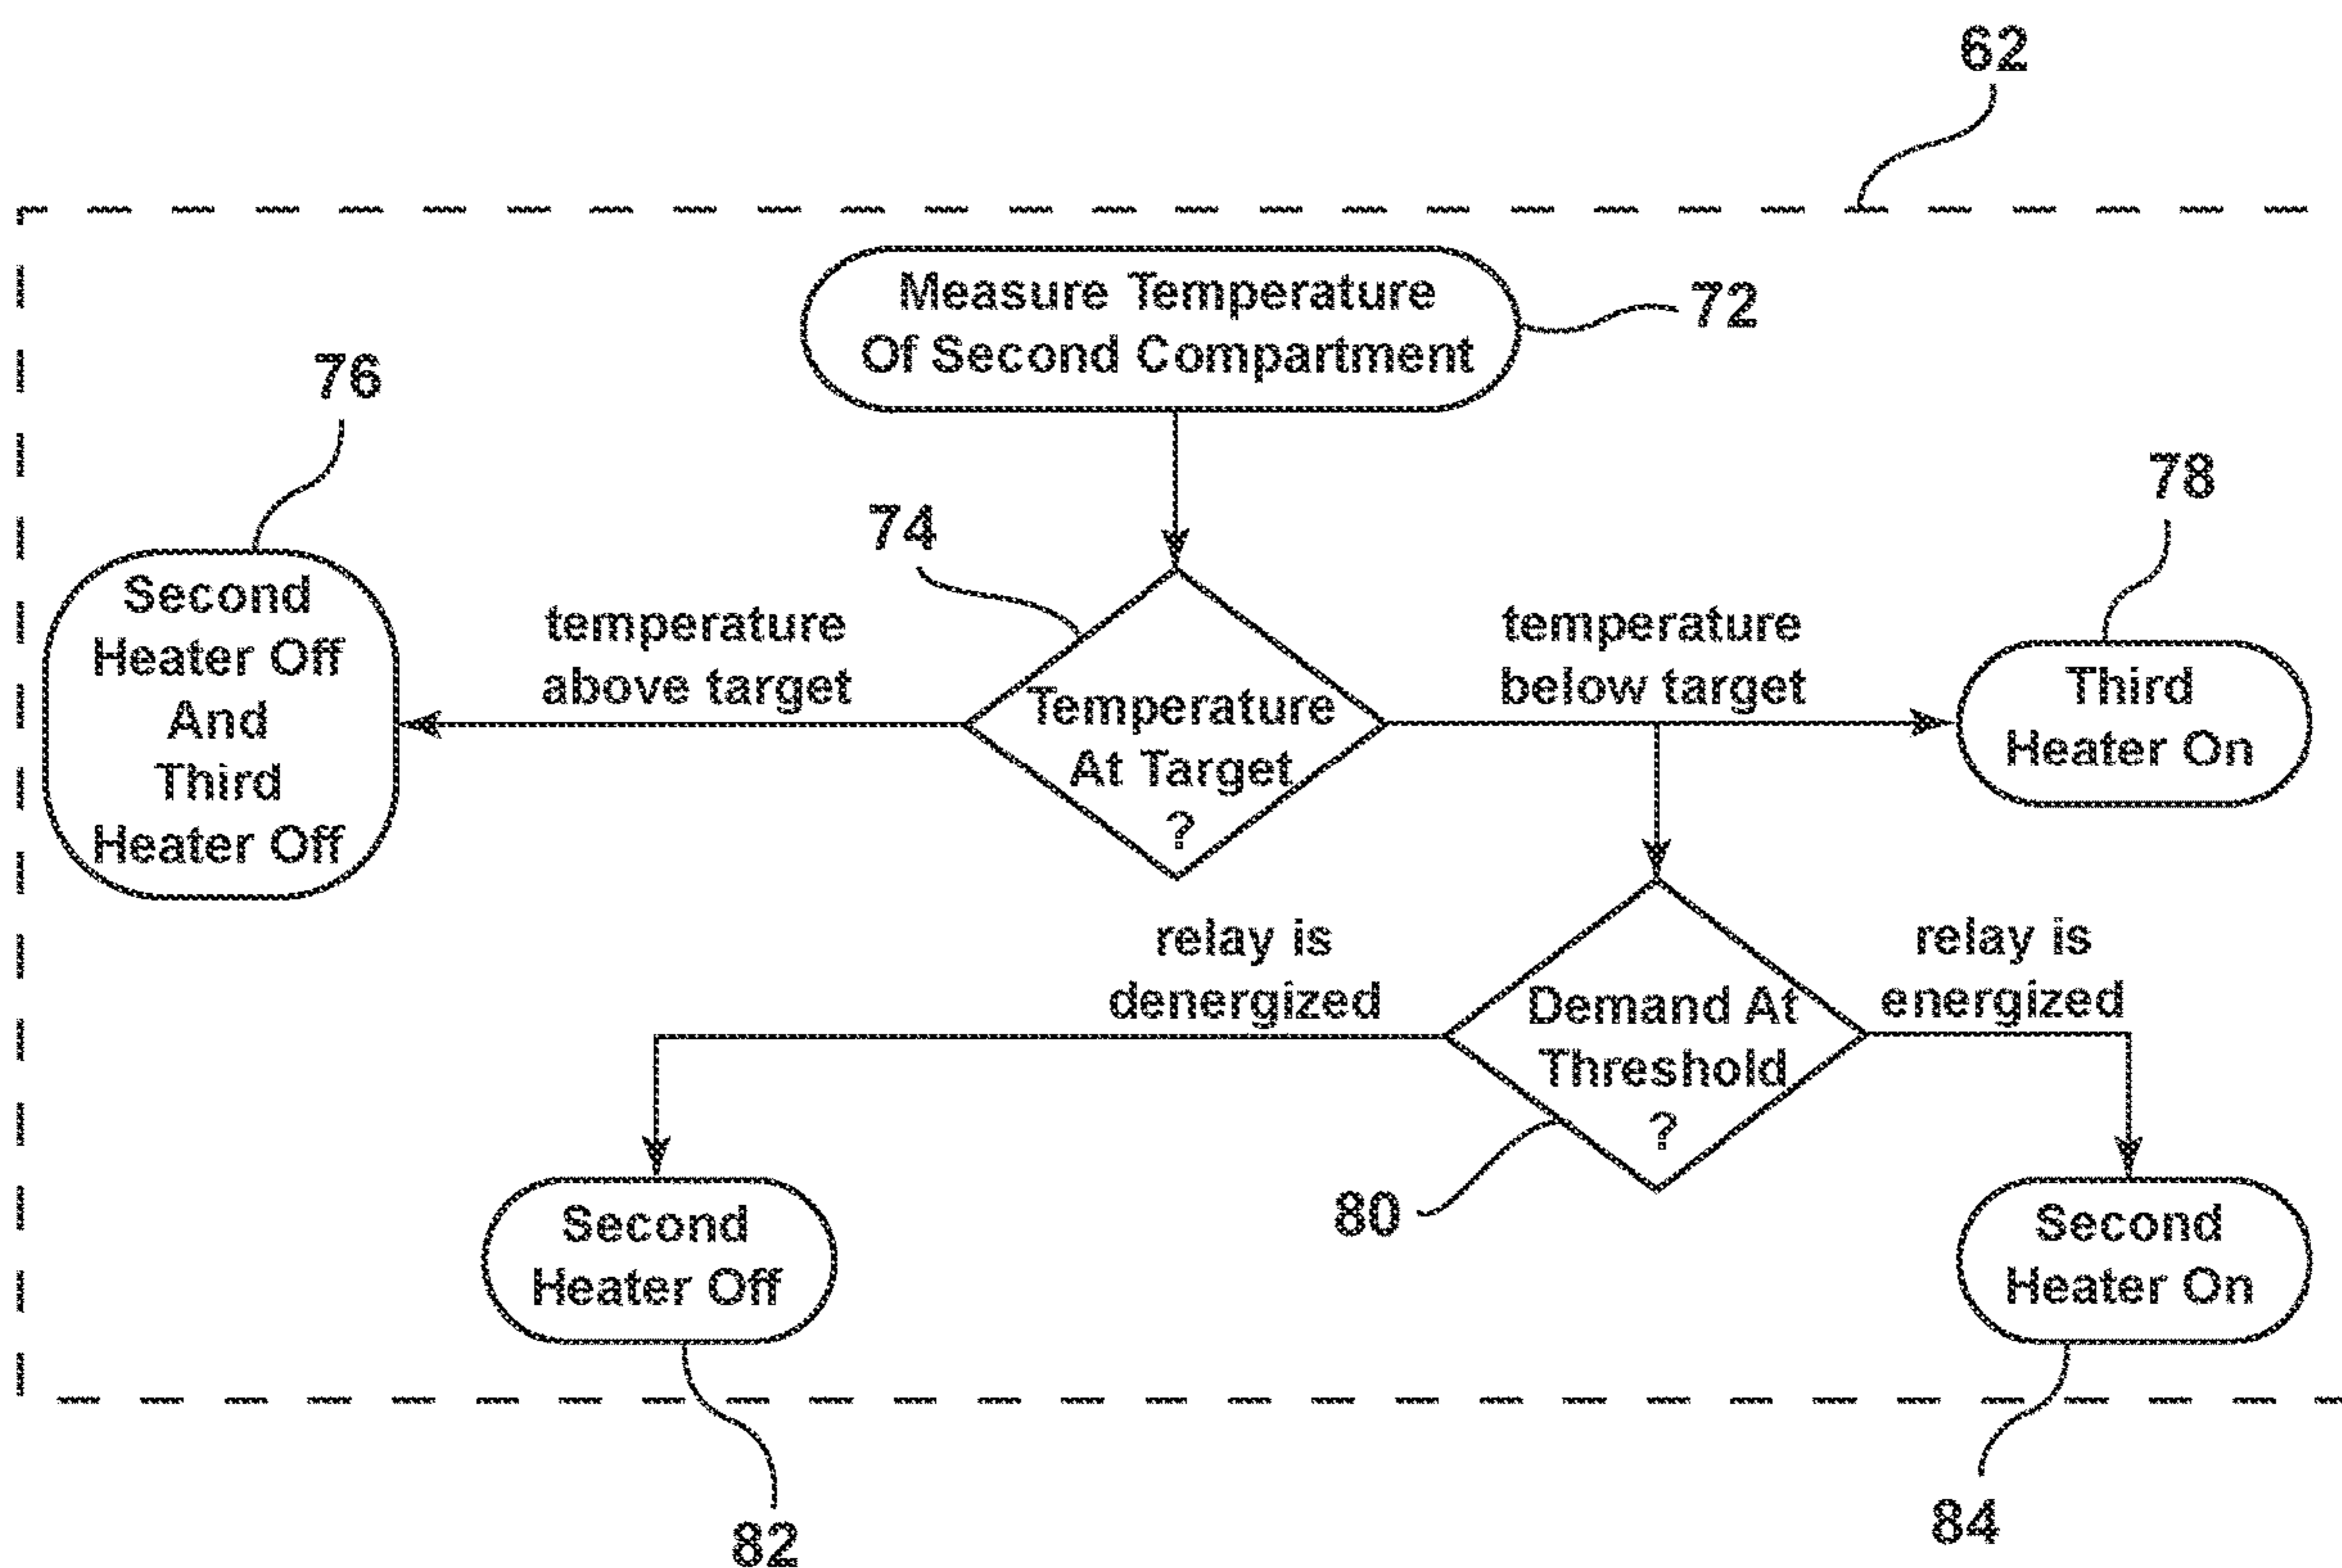 62
Measure Temperature
Of Second Compartment
72
76
78
74
Second
Heater Off
And
Third
Heater Off
temperature
above target
Temperature
At Target
?
temperature
below target
Third
Heater On
relay is
denergized
Demand At
Threshold
?
relay is
energized
80
Second
Heater Off
Second
Heater On
82
84